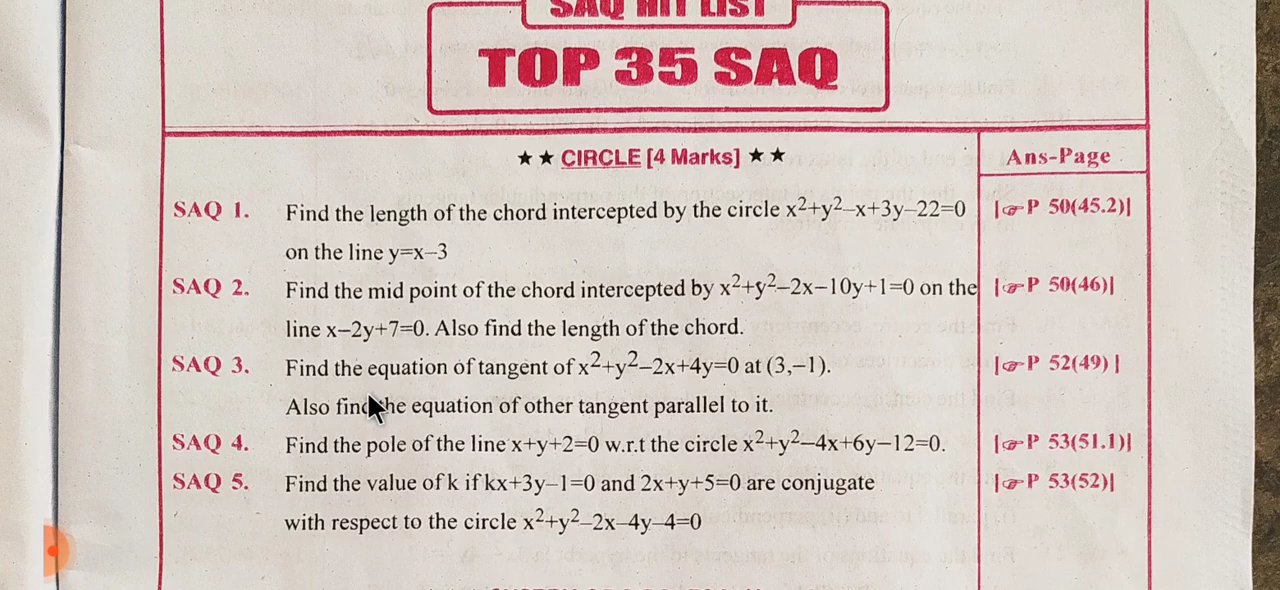 SAQ HIT LIST
TOP 35 SAQ
★ ★ CIRCLE [4 Marks] ★ ★
Ans-Page
SAQ 1. Find the length of the chord intercepted by the circle x²+y²–x+3y–22=0 |☞P 50(45.2)|
on the line y=x–3
SAQ 2. Find the mid point of the chord intercepted by x²+y²–2x–10y+1=0 on the |☞P 50(46)|
line x–2y+7=0. Also find the length of the chord.
SAQ 3. Find the equation of tangent of x²+y²–2x+4y=0 at (3,–1). |☞P 52(49) |
Also find the equation of other tangent parallel to it.
SAQ 4. Find the pole of the line x+y+2=0 w.r.t the circle x²+y²–4x+6y–12=0. |☞P 53(51.1)|
SAQ 5. Find the value of k if kx+3y–1=0 and 2x+y+5=0 are conjugate |☞P 53(52)|
with respect to the circle x²+y²–2x–4y–4=0